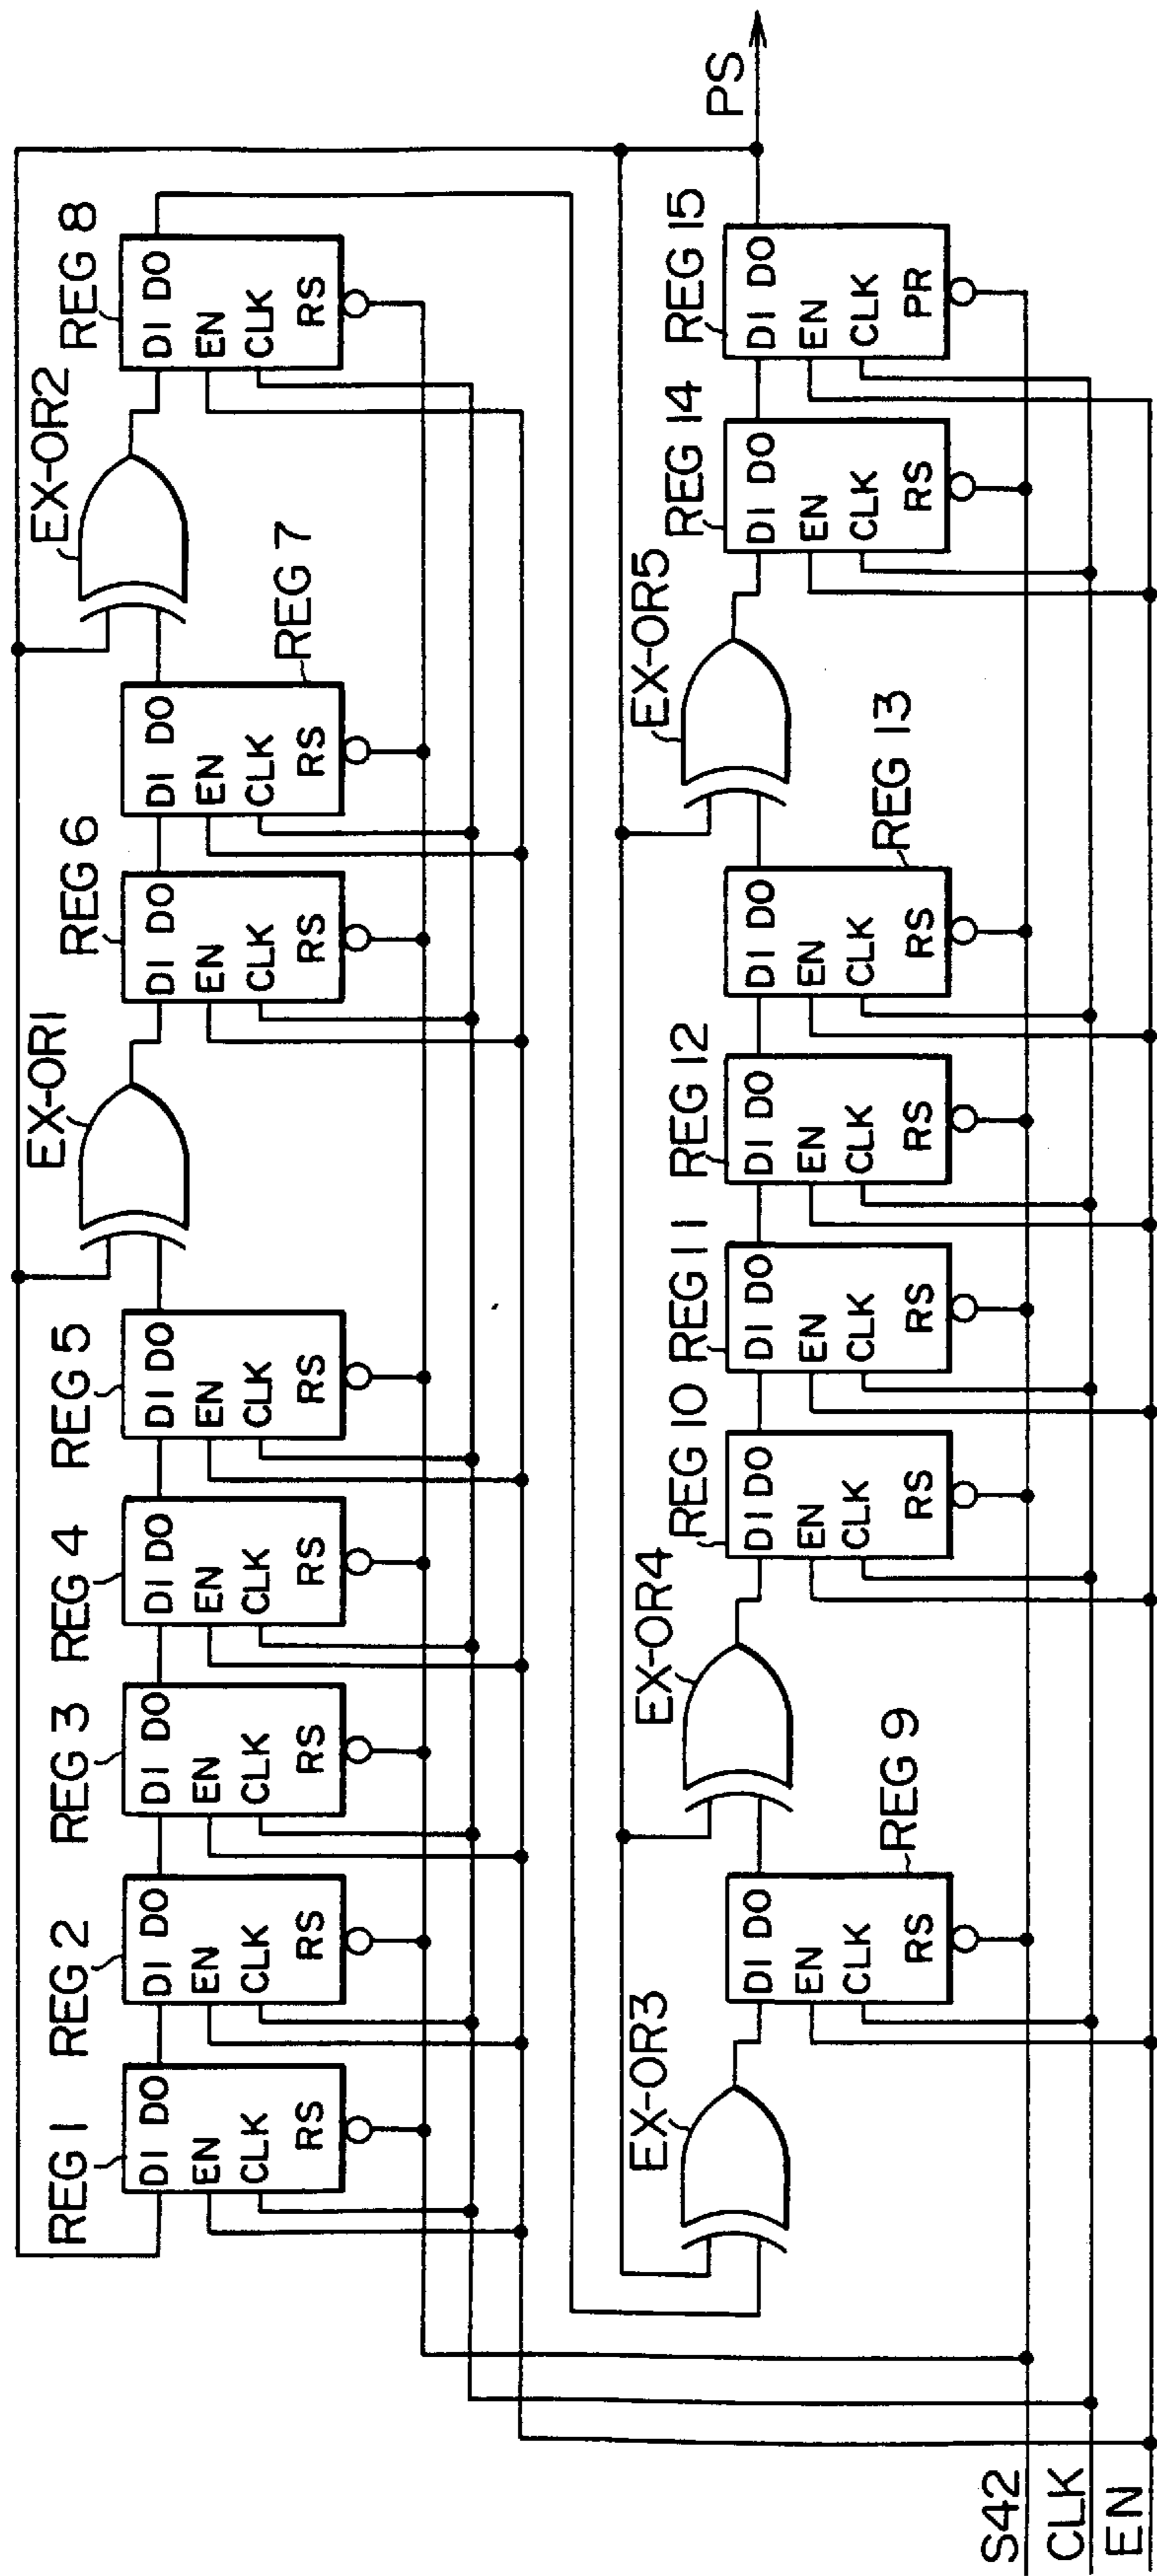 REG 1
REG 2
REG 3
REG 4
REG 5
EX-OR1
REG 6
REG 7
EX-OR2
REG 8
DI DO
EN
CLK
RS
DI DO
EN
CLK
RS
DI DO
EN
CLK
RS
DI DO
EN
CLK
RS
DI DO
EN
CLK
RS
DI DO
EN
CLK
RS
DI DO
EN
CLK
RS
DI DO
EN
CLK
RS
EX-OR3
REG 9
EX-OR4
REG 10
REG 11
REG 12
REG 13
EX-OR5
REG 14
REG 15
PS
DI DO
EN
CLK
RS
DI DO
EN
CLK
RS
DI DO
EN
CLK
RS
DI DO
EN
CLK
RS
DI DO
EN
CLK
RS
DI DO
EN
CLK
RS
DI DO
EN
CLK
PR
S42
CLK
EN